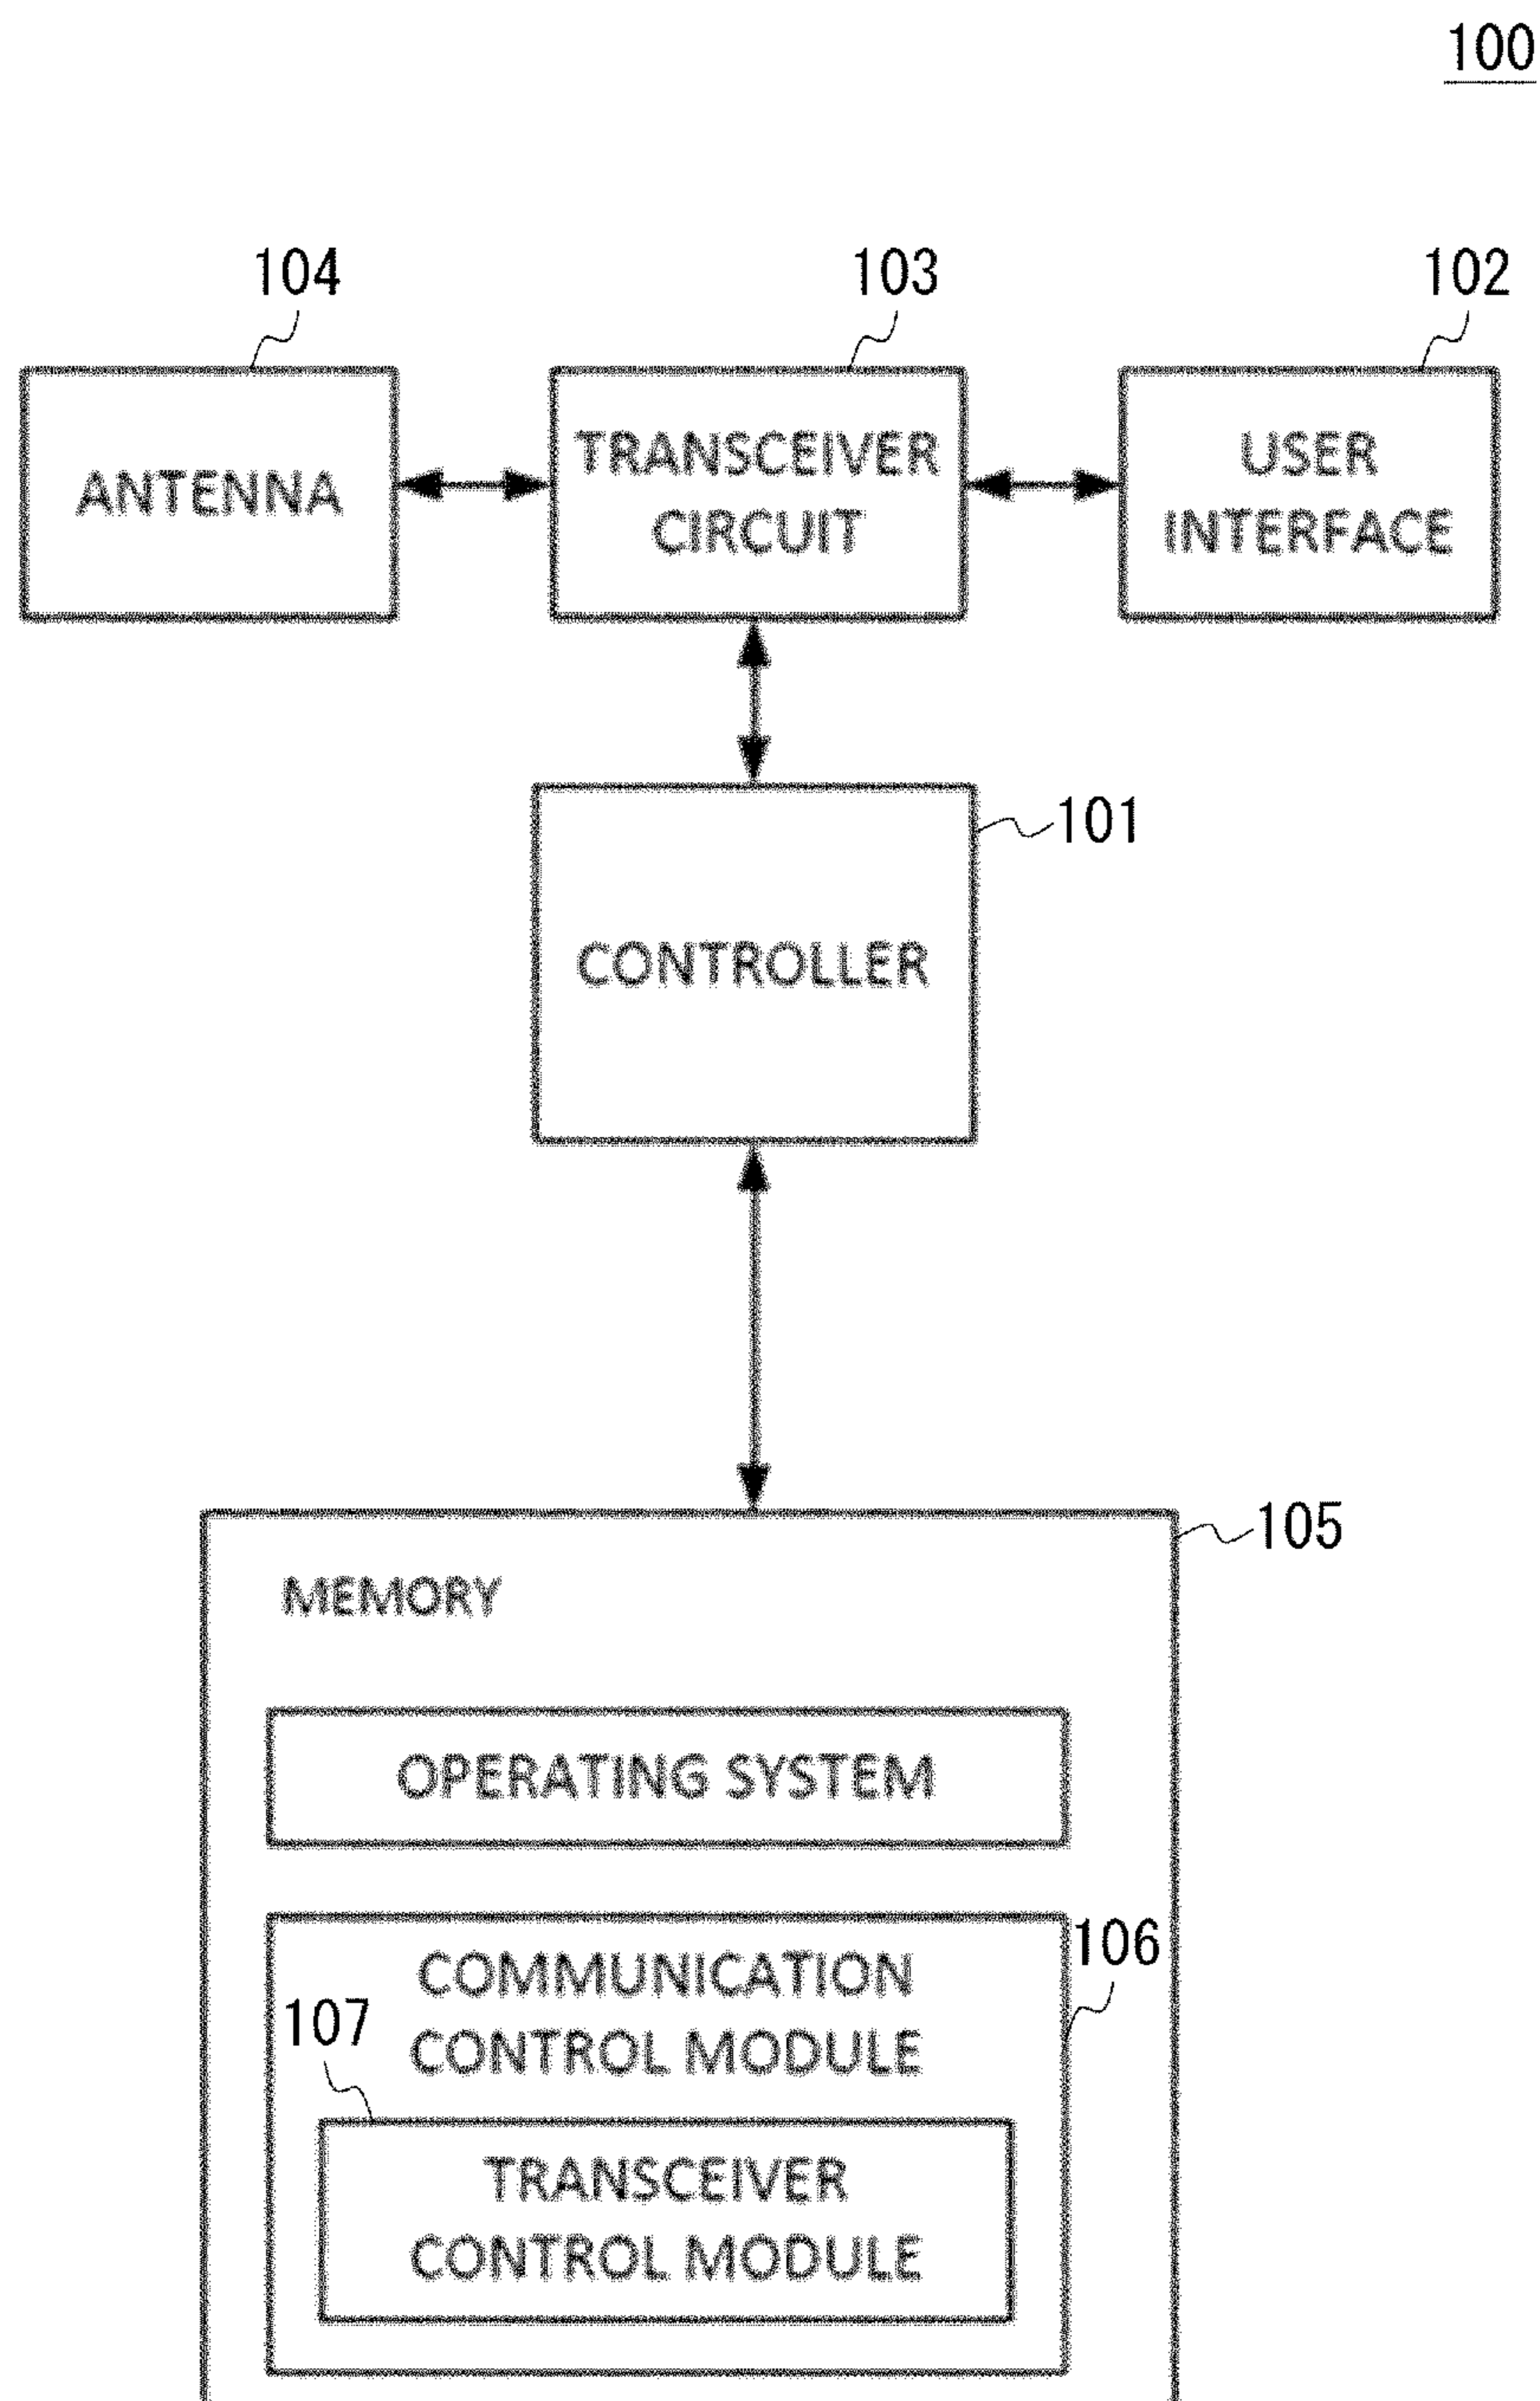 100
104
103
102
ANTENNA
TRANSCEIVER
CIRCUIT
USER
INTERFACE
101
CONTROLLER
105
MEMORY
OPERATING SYSTEM
106
COMMUNICATION
CONTROL MODULE
107
TRANSCEIVER
CONTROL MODULE